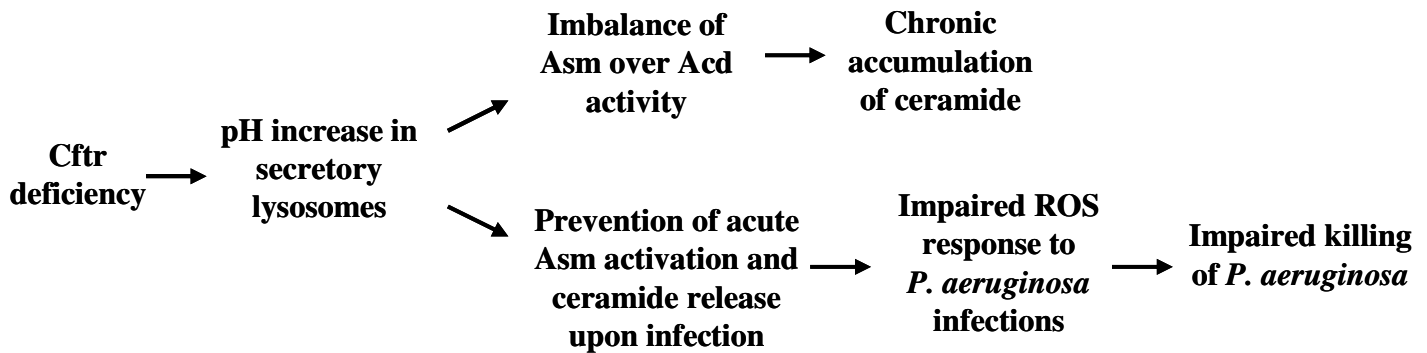 Cftr
deficiency
pH increase in
secretory
lysosomes
Imbalance of
Asm over Acd
activity
Chronic
accumulation
of ceramide
Prevention of acute
Asm activation and
ceramide release
upon infection
Impaired ROS
response to
P. aeruginosa
infections
Impaired killing
of P. aeruginosa